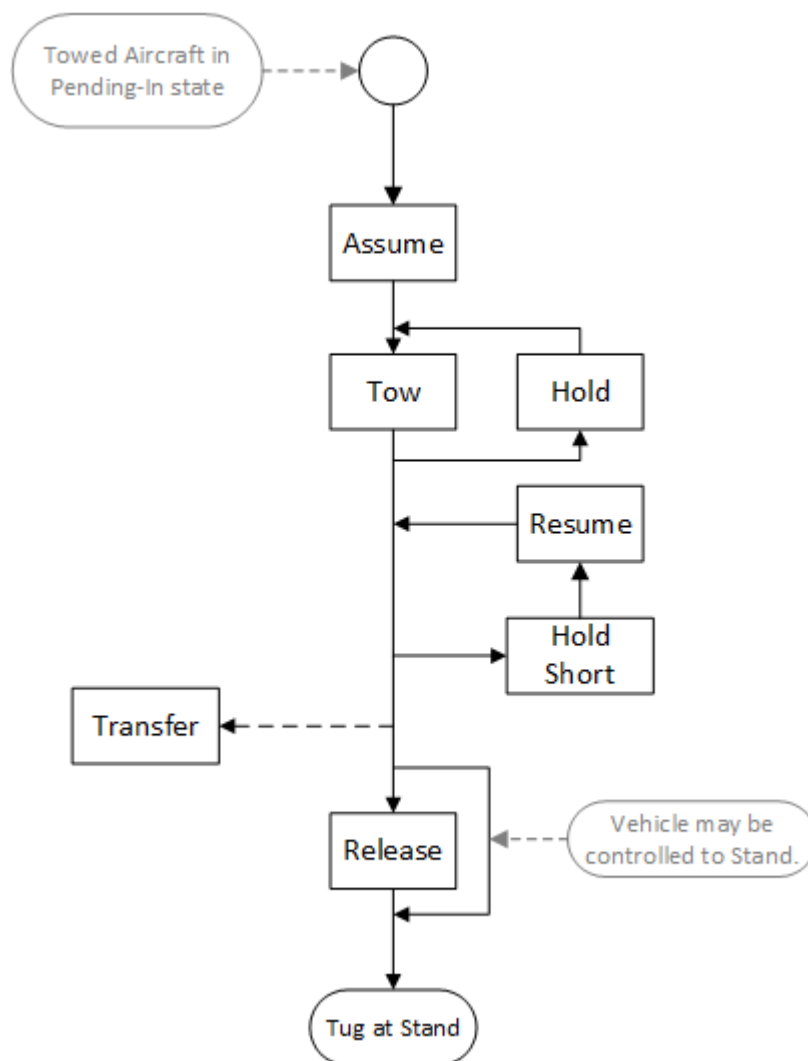 Towed Aircraft in
Pending-In state
Assume
Tow
Hold
Resume
Hold
Short
Transfer
Release
Vehicle may be
controlled to Stand.
Tug at Stand